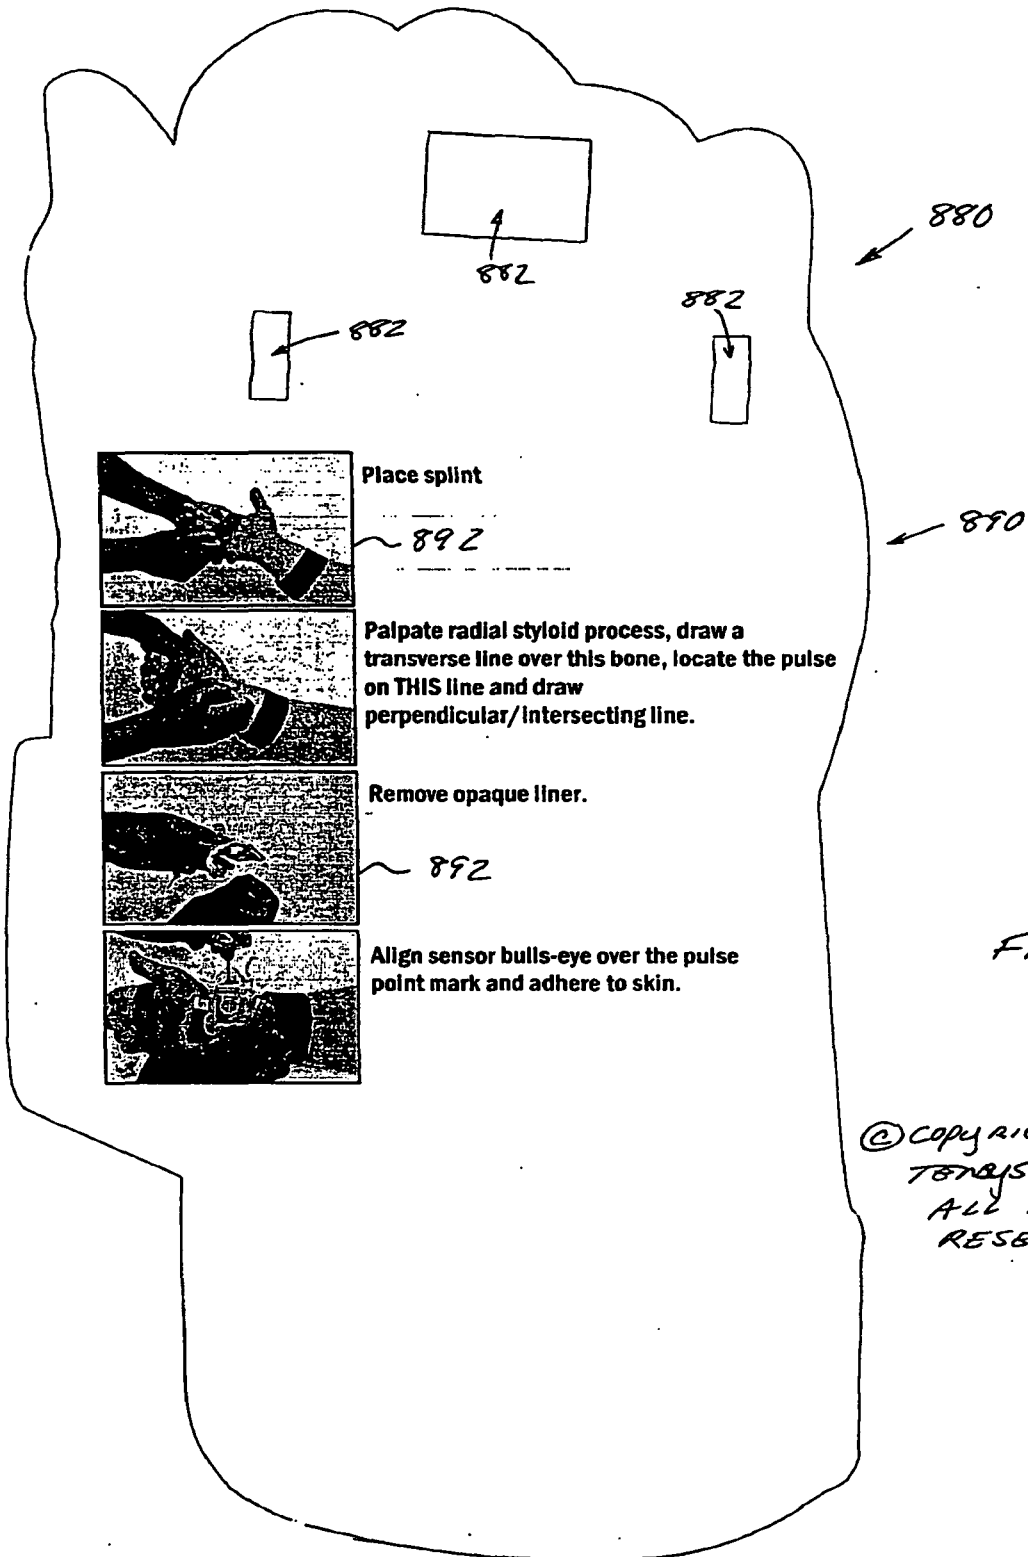 880
882
882
882
Place splint
892
890
Palpate radial styloid process, draw a
transverse line over this bone, locate the pulse
on THIS line and draw
perpendicular/intersecting line.
Remove opaque liner.
892
Align sensor bulls-eye over the pulse
point mark and adhere to skin.
©
ALL